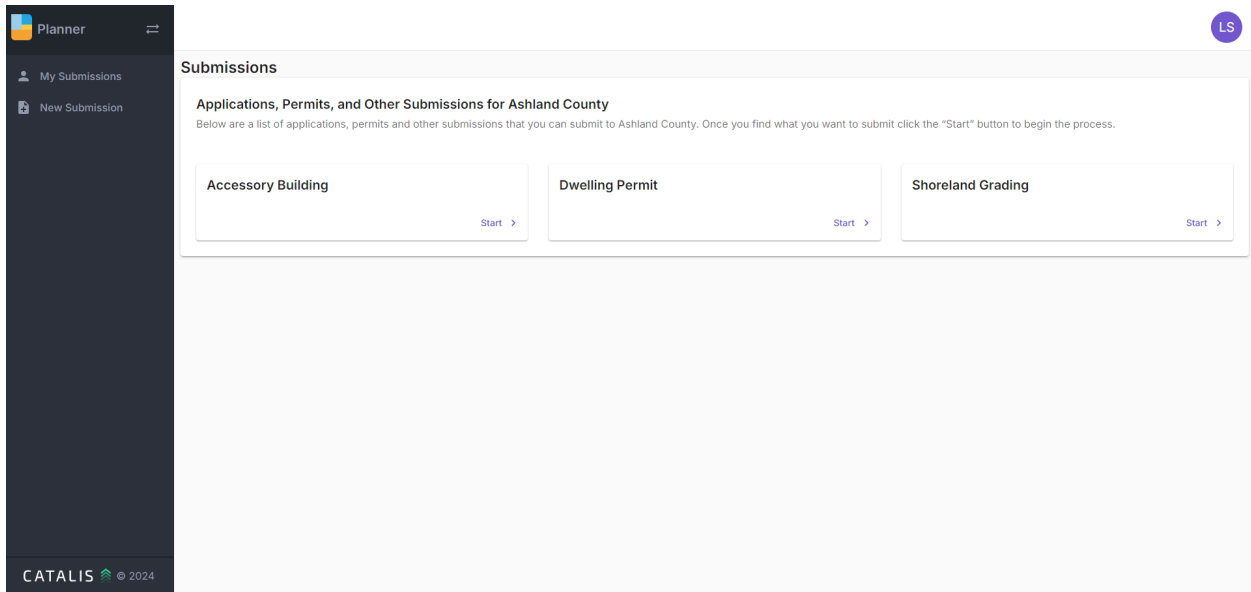 Planner
LS
My Submissions
New Submission
Submissions
Applications, Permits, and Other Submissions for Ashland County
Below are a list of applications, permits and other submissions that you can submit to Ashland County. Once you find what you want to submit click the “Start” button to begin the process.
Accessory Building
Start
Dwelling Permit
Start
Shoreland Grading
Start
CATALIS © 2024